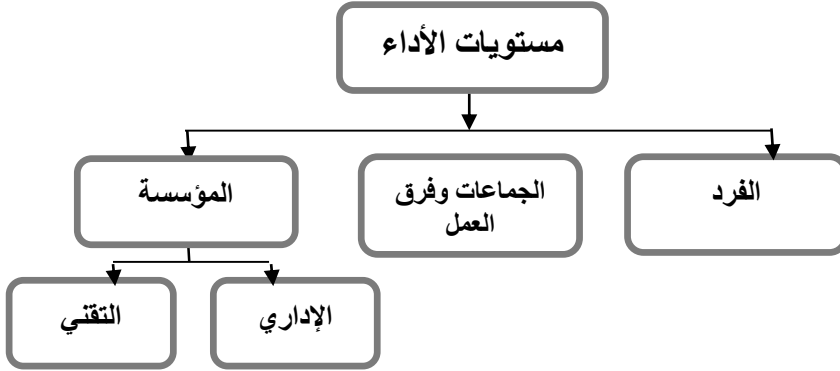 مستويات الأداء
الفرد
الجماعات وفرق
العمل
المؤسسة
الإداري
التقني